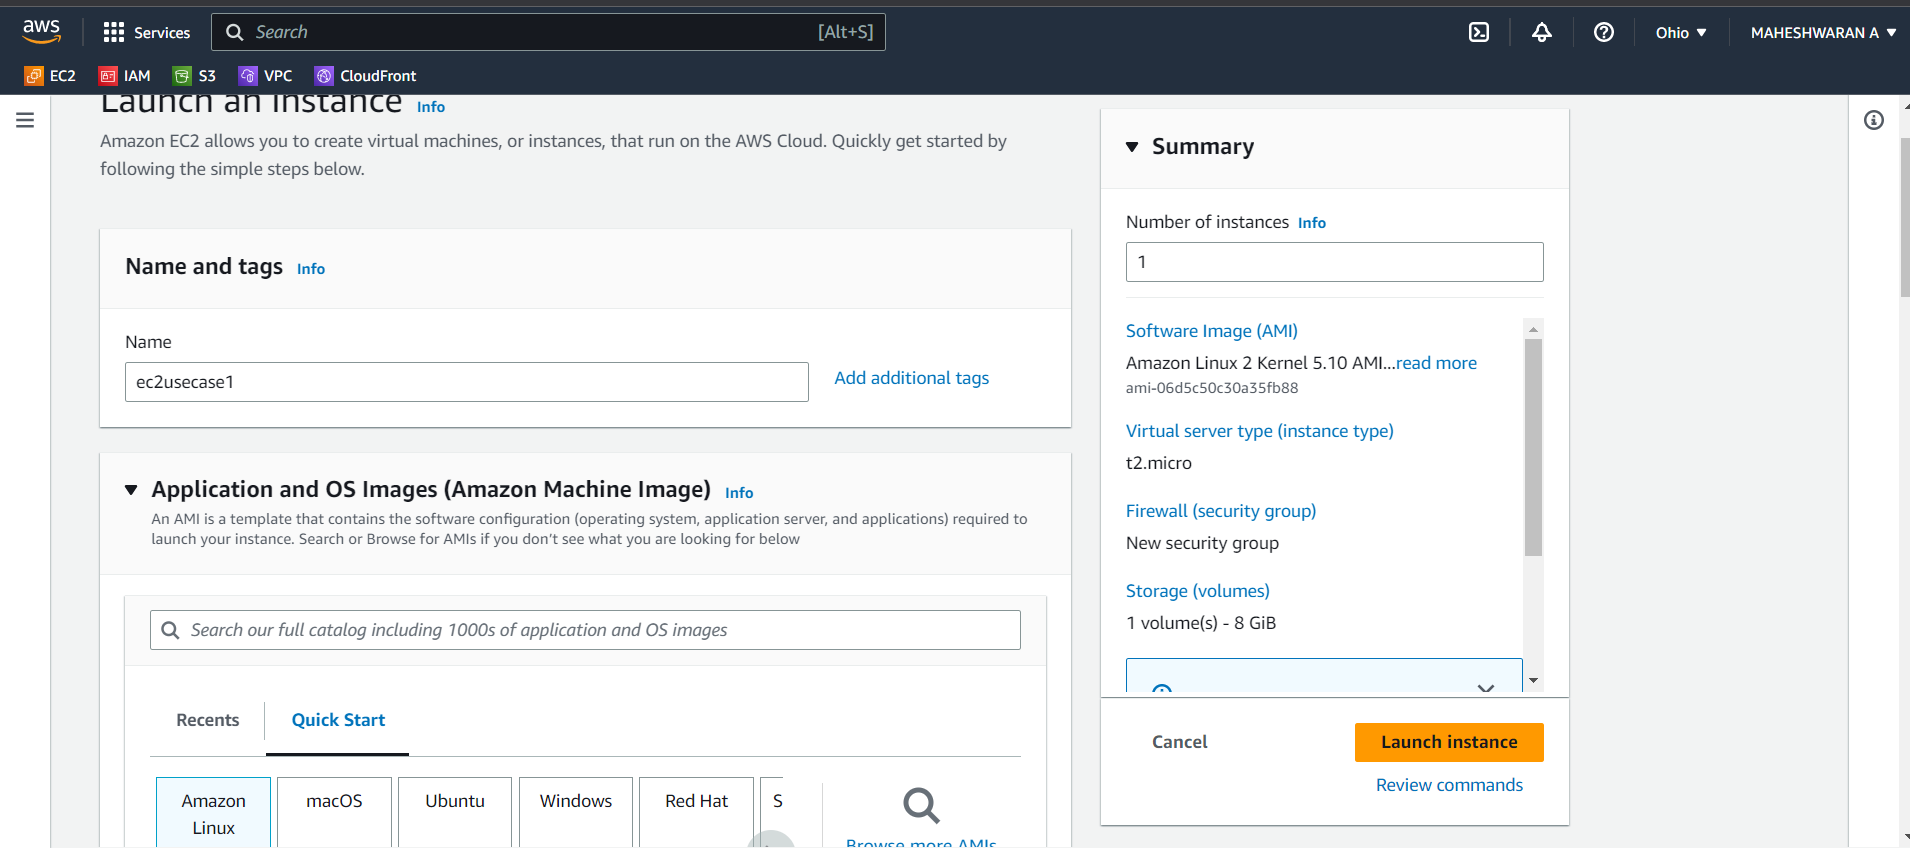 aws
Services
Search
[Alt+S]
Ohio
MAHESHWARAN A
EC2
IAM
S3
VPC
CloudFront
Launch an instance Info
Amazon EC2 allows you to create virtual machines, or instances, that run on the AWS Cloud. Quickly get started by
following the simple steps below.
Name and tags Info
Name
ec2usecase1
Add additional tags
Application and OS Images (Amazon Machine Image) Info
An AMI is a template that contains the software configuration (operating system, application server, and applications) required to
launch your instance. Search or Browse for AMIs if you don't see what you are looking for below
Search our full catalog including 1000s of application and OS images
Recents
Quick Start
Amazon
Linux
macOS
Ubuntu
Windows
Red Hat
S
Browse more AMIs
Summary
Number of instances Info
1
Software Image (AMI)
Amazon Linux 2 Kernel 5.10 AMI...read more
ami-06d5c50c30a35fb88
Virtual server type (instance type)
t2.micro
Firewall (security group)
New security group
Storage (volumes)
1 volume(s) - 8 GiB
Cancel
Launch instance
Review commands